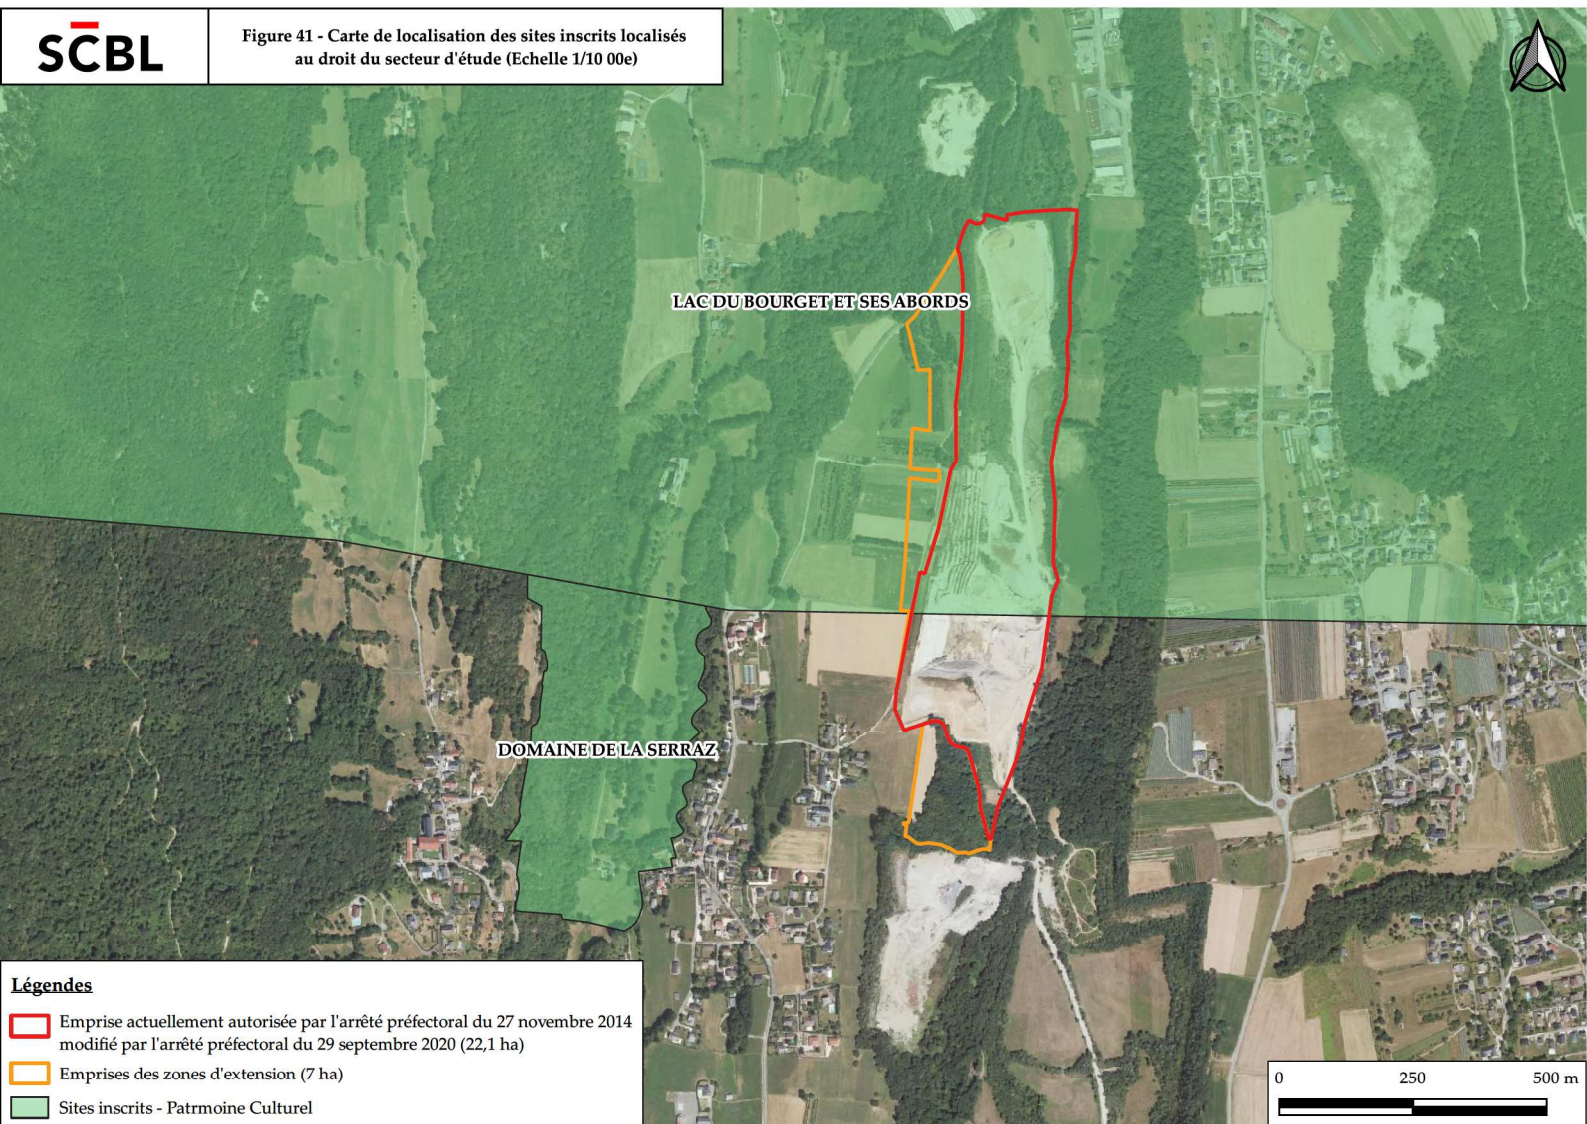 SCBL
Figure 41 - Carte de localisation des sites inscrits localisés
au droit du secteur d'étude (Echelle 1/10 00e)
LAC DU BOURGET ET SES ABORDS
DOMAINE DE LA SERRAZ
Légendes
Emprise actuellement autorisée par l'arrêté préfectoral du 27 novembre 2014
modifié par l'arrêté préfectoral du 29 septembre 2020 (22,1 ha)
Emprises des zones d'extension (7 ha)
Sites inscrits - Patrmoine Culturel
0 250 500 m